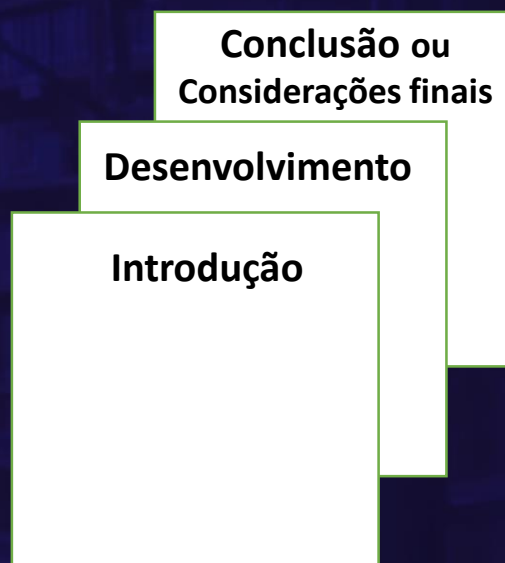 Conclusão ou
Considerações finais
Desenvolvimento
Introdução